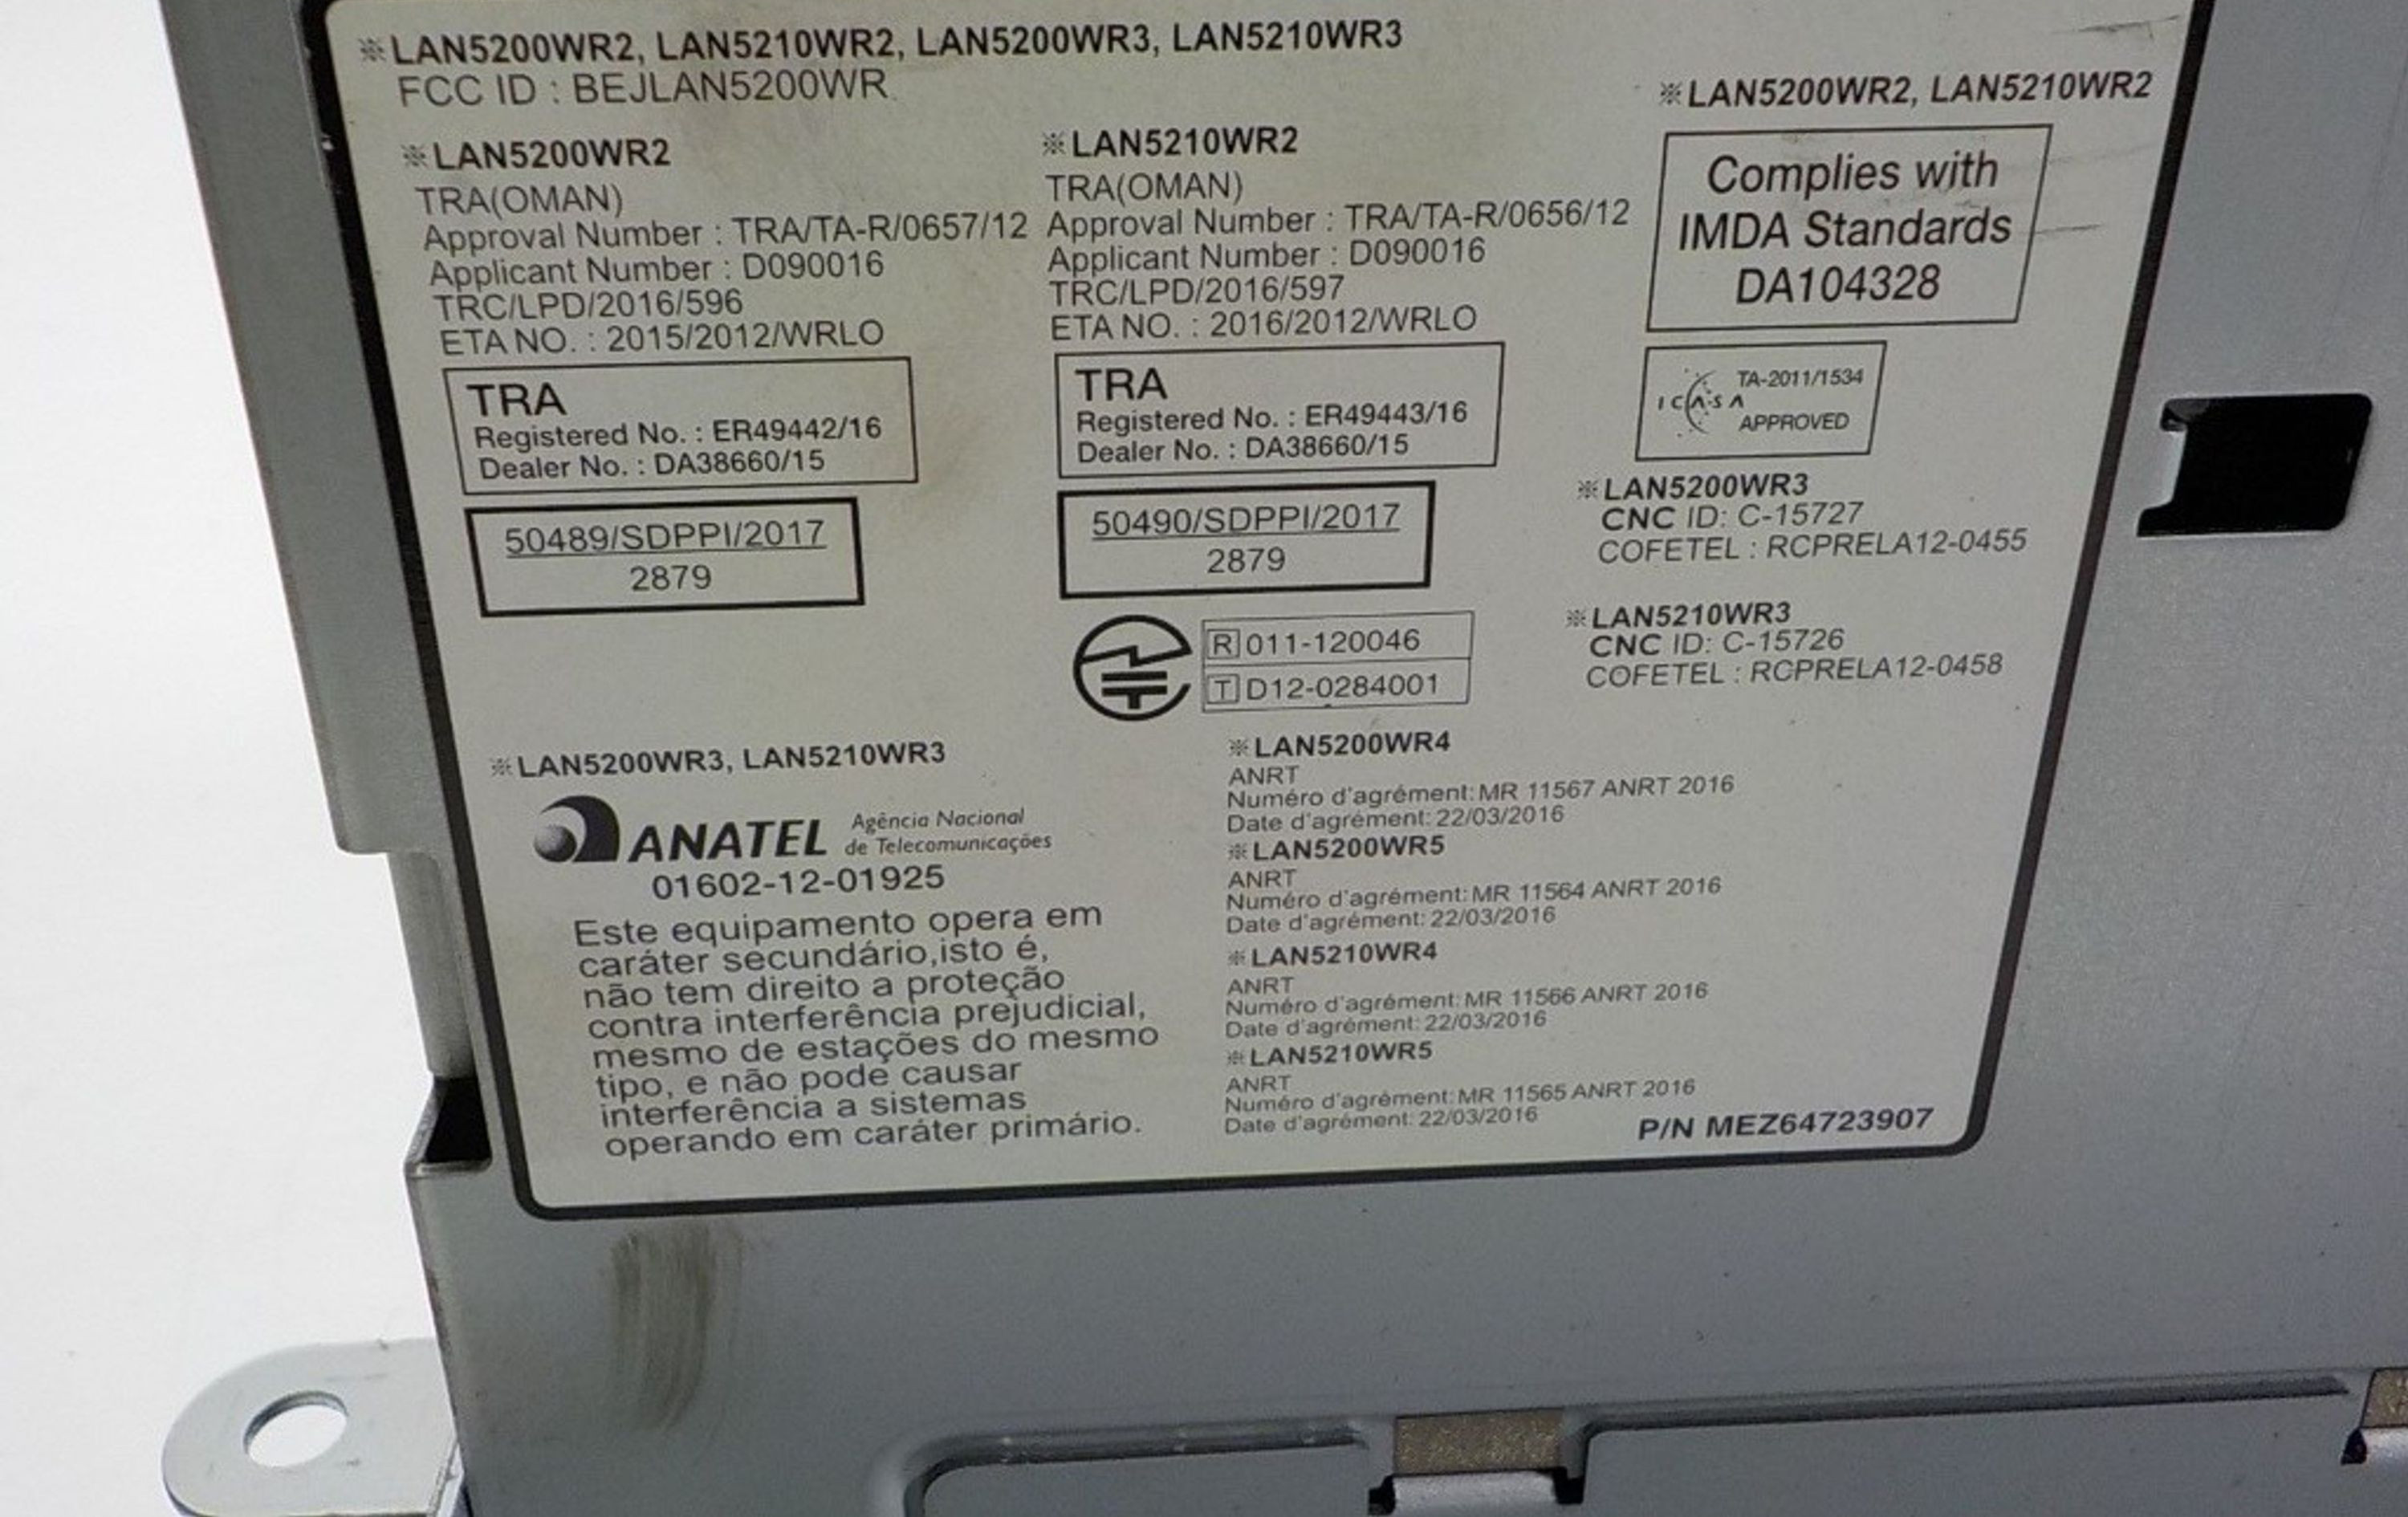 ※LAN5200WR2, LAN5210WR2, LAN5200WR3, LAN5210WR3
FCC ID : BEJLAN5200WR
※LAN5200WR2
TRA(OMAN)
Approval Number : TRA/TA-R/0657/12
Applicant Number : D090016
TRC/LPD/2016/596
ETA NO. : 2015/2012/WRLO
TRA
Registered No. : ER49442/16
Dealer No. : DA38660/15
50489/SDPPI/2017
2879
※LAN5210WR2
TRA(OMAN)
Approval Number : TRA/TA-R/0656/12
Applicant Number : D090016
TRC/LPD/2016/597
ETA NO. : 2016/2012/WRLO
TRA
Registered No. : ER49443/16
Dealer No. : DA38660/15
50490/SDPPI/2017
2879
R 011-120046
T D12-0284001
※LAN5200WR2, LAN5210WR2
Complies with
IMDA Standards
DA104328
ICASA
TA-2011/1534
APPROVED
※LAN5200WR3
CNC ID: C-15727
COFETEL : RCPRELA12-0455
※LAN5210WR3
CNC ID: C-15726
COFETEL : RCPRELA12-0458
※LAN5200WR3, LAN5210WR3
ANATEL
Agência Nacional
de Telecomunicações
01602-12-01925
Este equipamento opera em
caráter secundário,isto é,
não tem direito a proteção
contra interferência prejudicial,
mesmo de estações do mesmo
tipo, e não pode causar
interferência a sistemas
operando em caráter primário.
※LAN5200WR4
ANRT
Numéro d'agrément: MR 11567 ANRT 2016
Date d'agrément: 22/03/2016
※LAN5200WR5
ANRT
Numéro d'agrément: MR 11564 ANRT 2016
Date d'agrément: 22/03/2016
※LAN5210WR4
ANRT
Numéro d'agrément: MR 11566 ANRT 2016
Date d'agrément: 22/03/2016
※LAN5210WR5
ANRT
Numéro d'agrément: MR 11565 ANRT 2016
Date d'agrément: 22/03/2016
P/N MEZ64723907